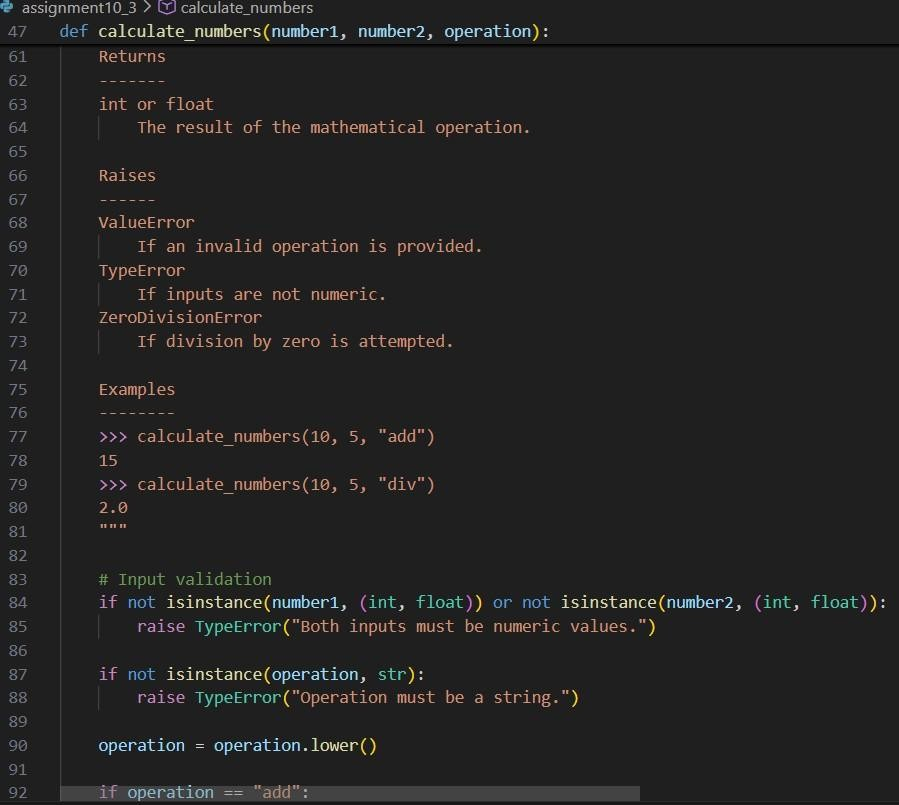 assignment10_3 > calculate_numbers
47 def calculate_numbers(number1, number2, operation):
61 Returns
62 -------
63 int or float
64 The result of the mathematical operation.
65
66 Raises
67 ------
68 ValueError
69 If an invalid operation is provided.
70 TypeError
71 If inputs are not numeric.
72 ZeroDivisionError
73 If division by zero is attempted.
74
75 Examples
76 --------
77 >>> calculate_numbers(10, 5, "add")
78 15
79 >>> calculate_numbers(10, 5, "div")
80 2.0
81 """
82
83 # Input validation
84 if not isinstance(number1, (int, float)) or not isinstance(number2, (int, float)):
85 raise TypeError("Both inputs must be numeric values.")
86
87 if not isinstance(operation, str):
88 raise TypeError("Operation must be a string.")
89
90 operation = operation.lower()
91
92 if operation == "add":